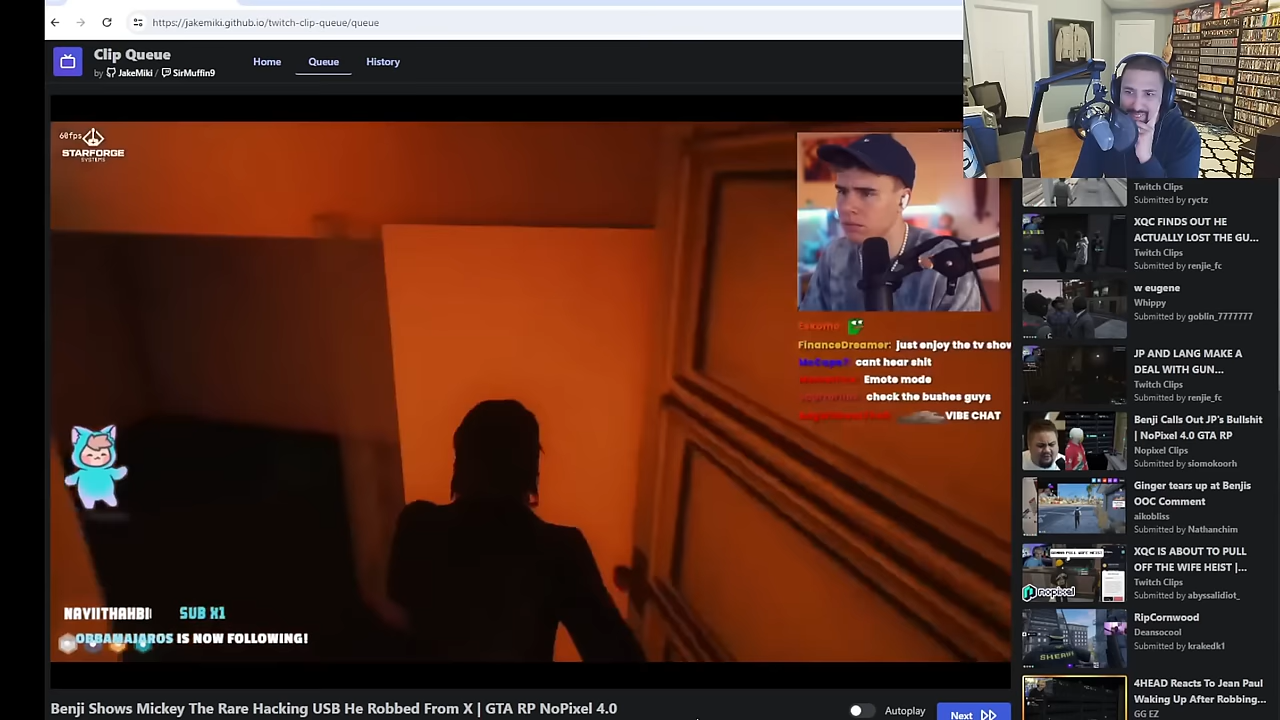 https://jakemiki.github.io/twitch-clip-queue/queue
Clip Queue
by JakeMiki / SirMuffin9
Home
Queue
History
60fps
STARFORGE
SYSTEMS
Eskomo
FinanceDreamer: just enjoy the tv show
cant hear shit
Emote mode
check the bushes guys
VIBE CHAT
SUB X1
IS NOW FOLLOWING!
Benji Shows Mickey The Rare Hacking USB He Robbed From X | GTA RP NoPixel 4.0
Autoplay
Next
Twitch Clips
Submitted by ryctz
XQC FINDS OUT HE
ACTUALLY LOST THE GU...
Twitch Clips
Submitted by renjie_fc
w eugene
Whippy
Submitted by goblin_7777777
JP AND LANG MAKE A
DEAL WITH GUN...
Twitch Clips
Submitted by renjie_fc
Benji Calls Out JP's Bullshit
| NoPixel 4.0 GTA RP
Nopixel Clips
Submitted by siomokoorh
Ginger tears up at Benjis
OOC Comment
aikobliss
Submitted by Nathanchim
XQC IS ABOUT TO PULL
OFF THE WIFE HEIST |...
Twitch Clips
Submitted by abyssalidiot_
nopixel
RipCornwood
Deansocool
Submitted by krakedk1
SHERIFF
4HEAD Reacts To Jean Paul
Waking Up After Robbing...
GG EZ